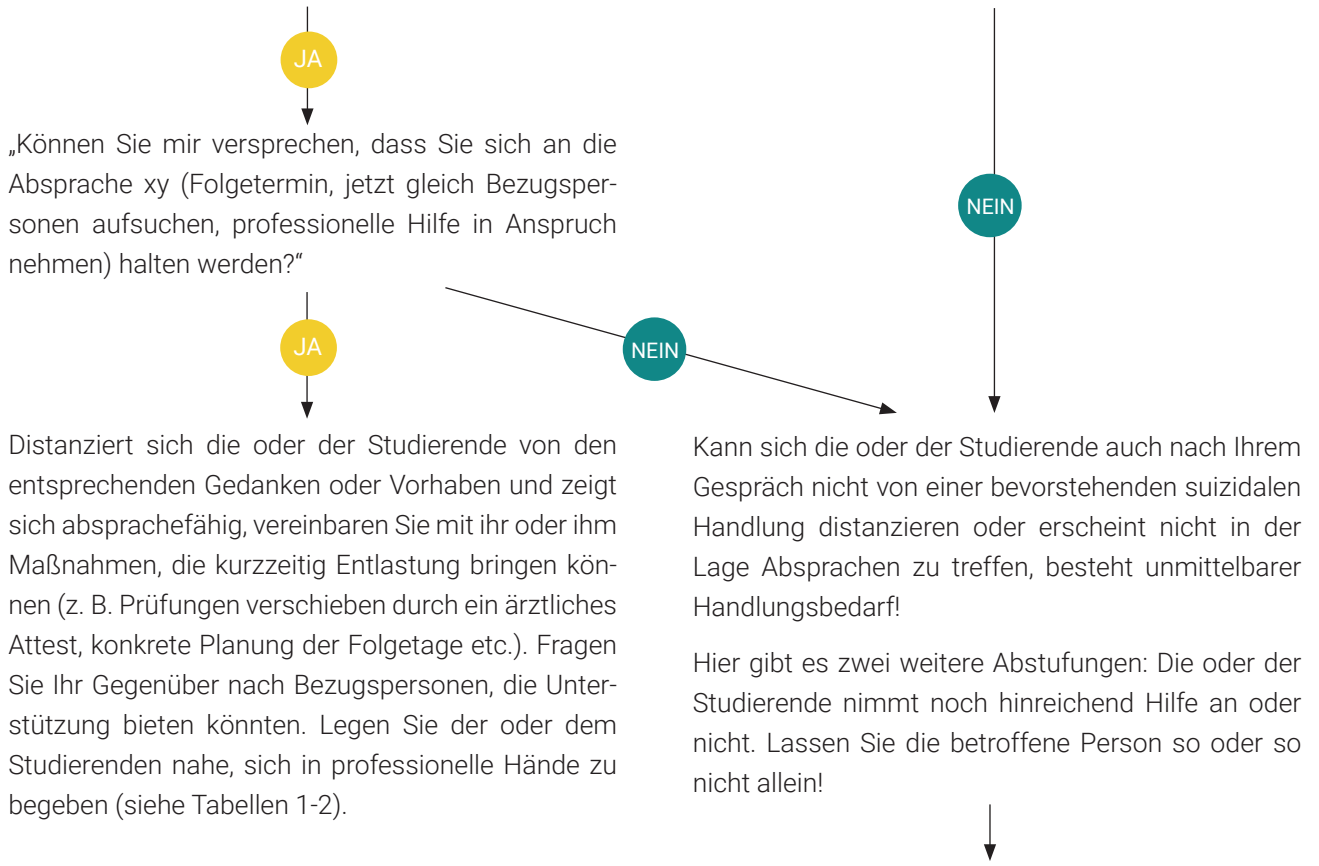 JA
„Können Sie mir versprechen, dass Sie sich an die
Absprache xy (Folgetermin, jetzt gleich Bezugsper-
sonen aufsuchen, professionelle Hilfe in Anspruch
nehmen) halten werden?“
NEIN
JA
NEIN
Distanziert sich die oder der Studierende von den
entsprechenden Gedanken oder Vorhaben und zeigt
sich absprachefähig, vereinbaren Sie mit ihr oder ihm
Maßnahmen, die kurzzeitig Entlastung bringen kön-
nen (z. B. Prüfungen verschieben durch ein ärztliches
Attest, konkrete Planung der Folgetage etc.). Fragen
Sie Ihr Gegenüber nach Bezugspersonen, die Unter-
stützung bieten könnten. Legen Sie der oder dem
Studierenden nahe, sich in professionelle Hände zu
begeben (siehe Tabellen 1-2).
Kann sich die oder der Studierende auch nach Ihrem
Gespräch nicht von einer bevorstehenden suizidalen
Handlung distanzieren oder erscheint nicht in der
Lage Absprachen zu treffen, besteht unmittelbarer
Handlungsbedarf!
Hier gibt es zwei weitere Abstufungen: Die oder der
Studierende nimmt noch hinreichend Hilfe an oder
nicht. Lassen Sie die betroffene Person so oder so
nicht allein!